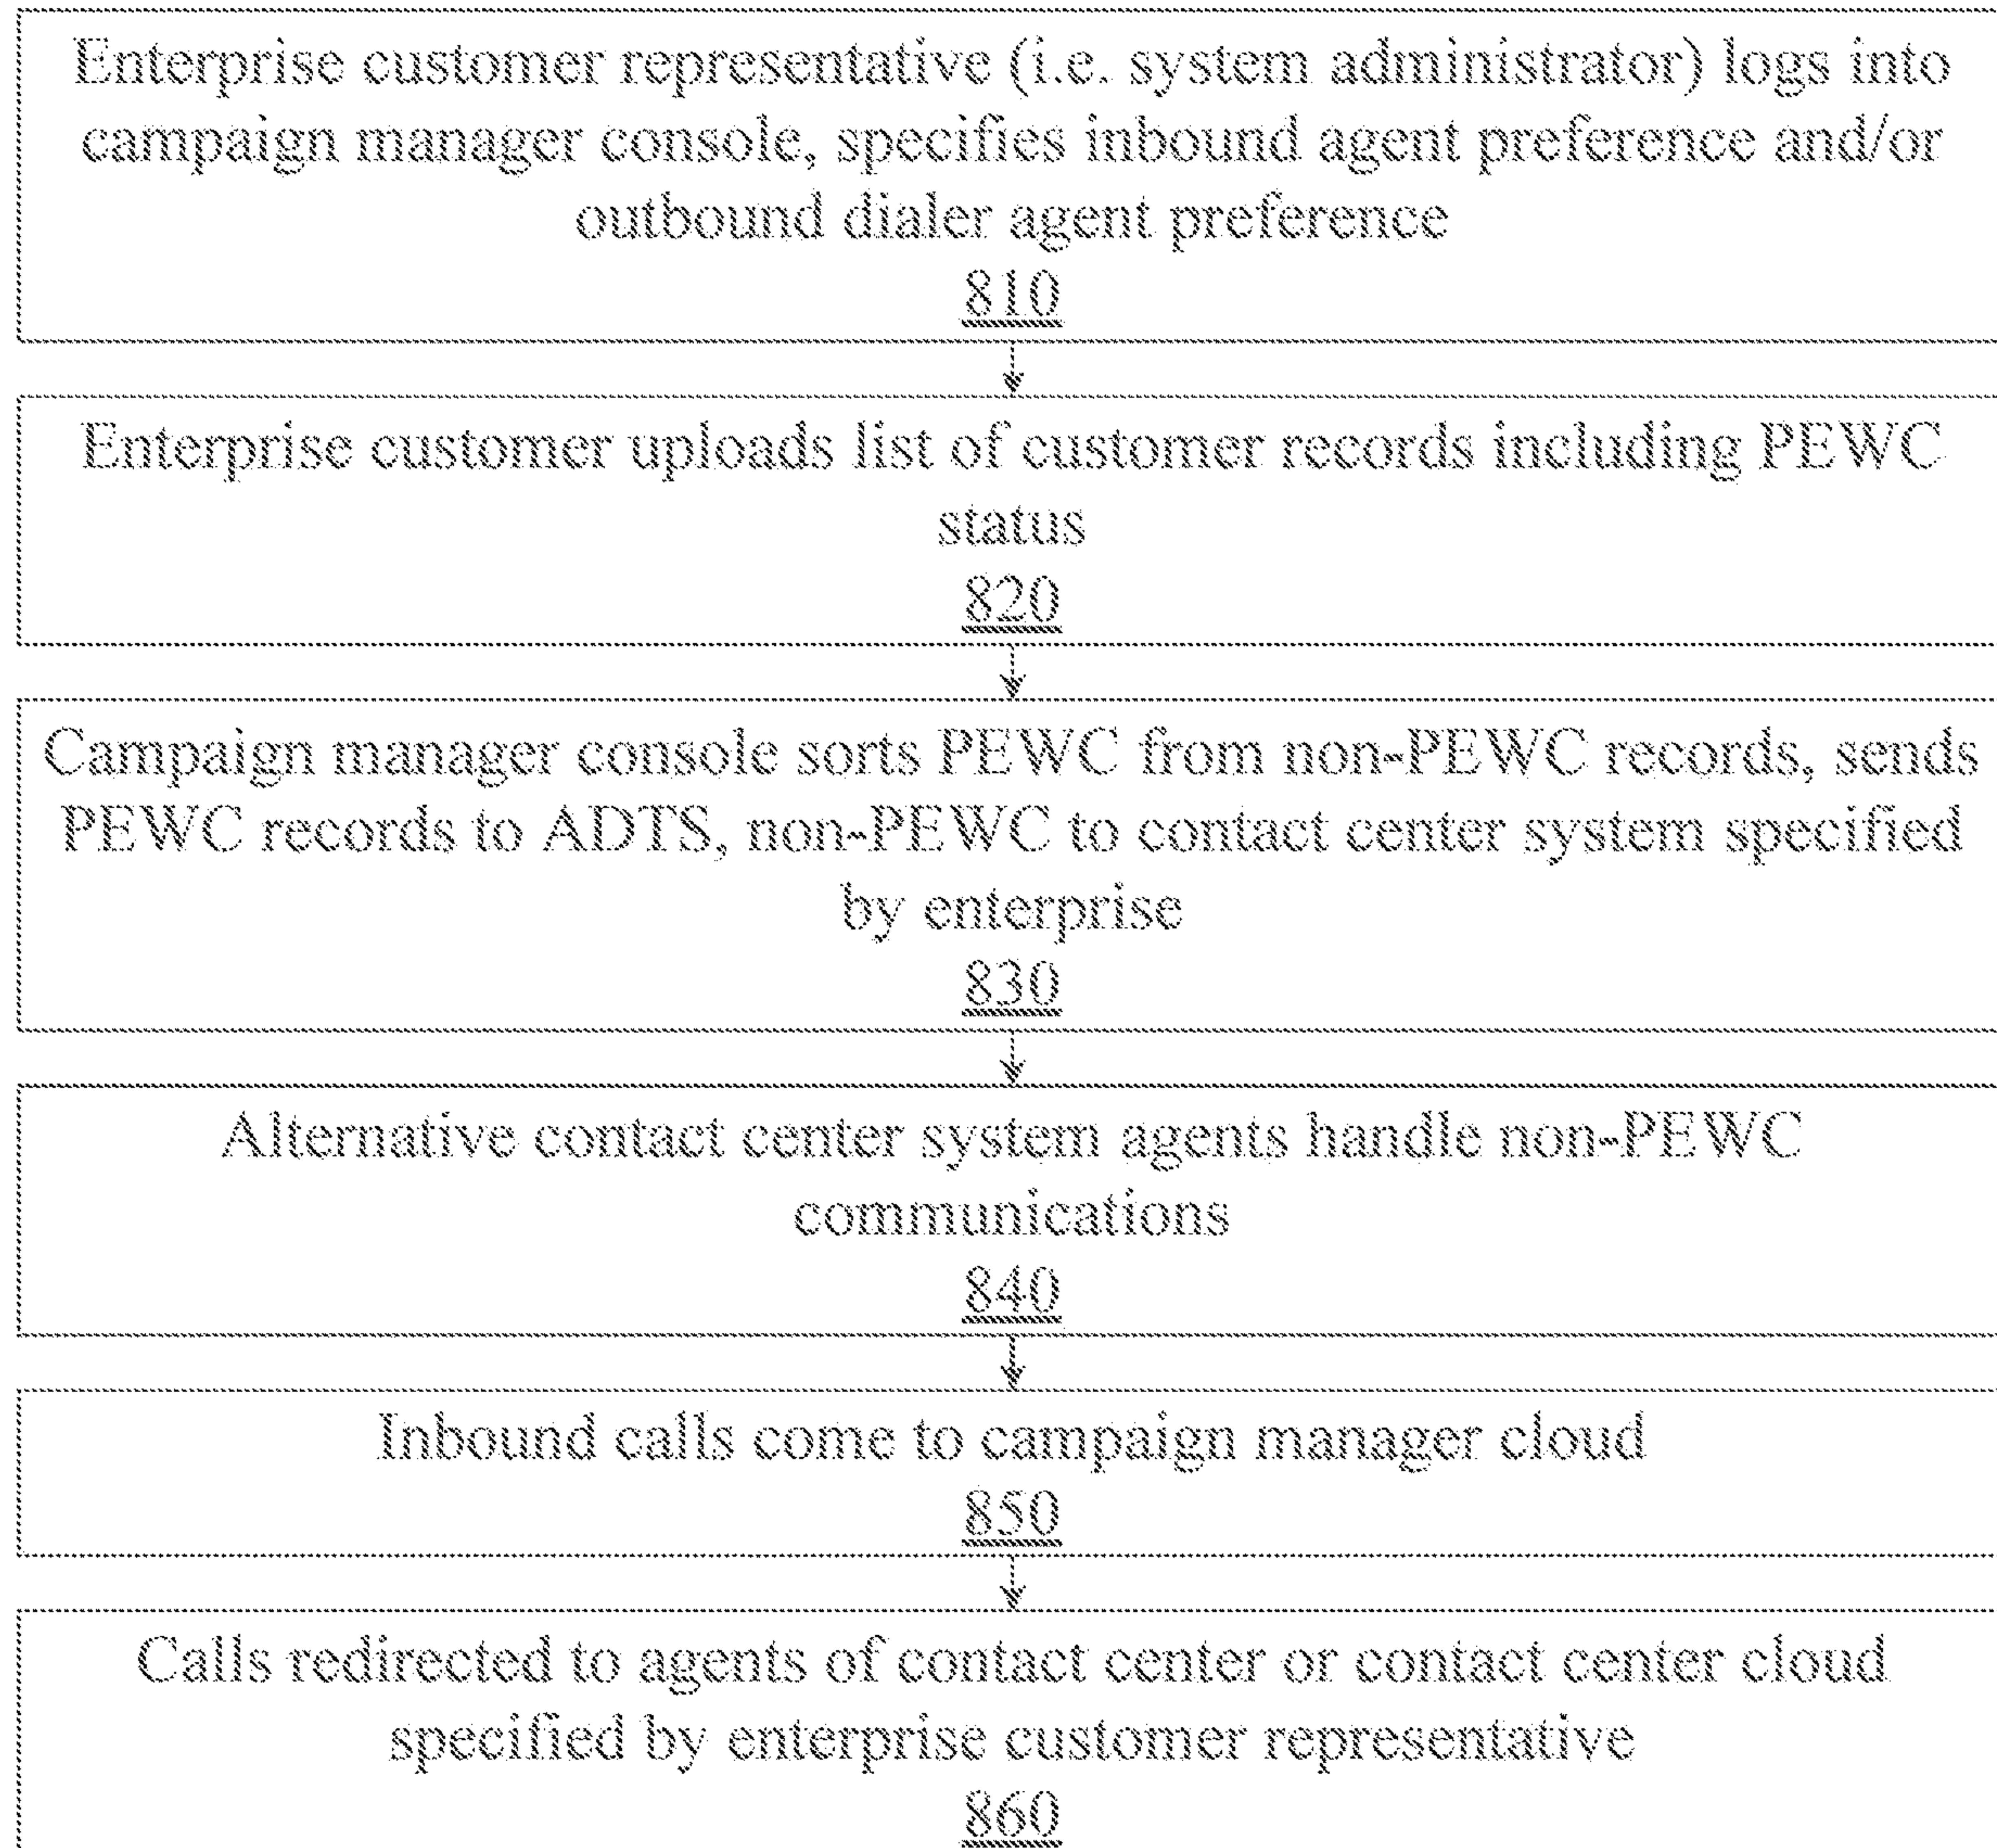 Enterprise customer representative (i.e. system administrator) logs into
campaign manager console, specifies inbound agent preference and/or
outbound dialer agent preference
810
Enterprise customer uploads list of customer records including PEWC
status
820
Campaign manager console sorts PEWC from non-PEWC records, sends
PEWC records to ADTS, non-PEWC to contact center system specified
by enterprise
830
Alternative contact center system agents handle non-PEWC
communications
840
Inbound calls come to campaign manager cloud
850
Calls redirected to agents of contact center or contact center cloud
specified by enterprise customer representative
860